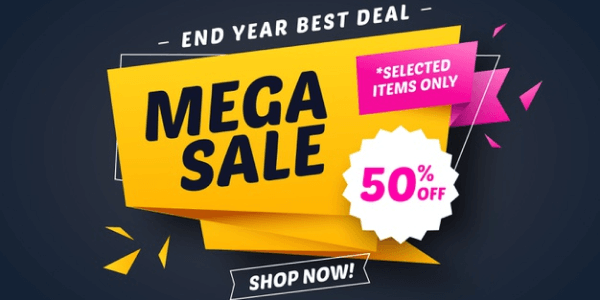 – END YEAR BEST DEAL –
*SELECTED
ITEMS ONLY
MEGA
SALE
50%
OFF
SHOP NOW!